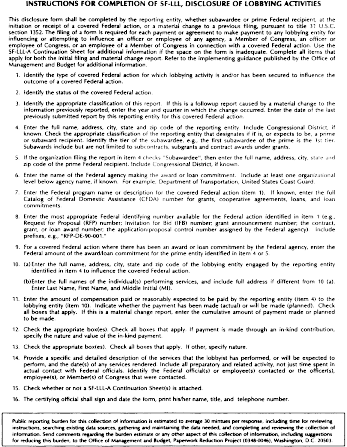 INSTRUCTIONS FOR COMPLETION OF SF-LLL, DISCLOSURE OF LOBBYING ACTIVITIES
This disclosure form shall be completed by the reporting entity, whether subawardee or prime Federal recipient, at the
initiation or receipt of a covered Federal action, or a material change to a previous filing, pursuant to title 31 U.S.C.
section 1352. The filing of a form is required for each payment or agreement to make payment to any lobbying entity for
influencing or attempting to influence an officer or employee of any agency, a Member of Congress, an officer or
employee of Congress, or an employee of a Member of Congress in connection with a covered Federal action. Use the
SF-LLL-A Continuation Sheet for additional information if the space on the form is inadequate. Complete all items that
apply for both the initial filing and material change report. Refer to the implementing guidance published by the Office of
Management and Budget for additional information.
1. Identify the type of covered Federal action for which lobbying activity is and/or has been secured to influence the
outcome of a covered Federal action.
2. Identify the status of the covered Federal action.
3. Identify the appropriate classification of this report. If this is a followup report caused by a material change to the
information previously reported, enter the year and quarter in which the change occurred. Enter the date of the last
previously submitted report by this reporting entity for this covered Federal action.
4. Enter the full name, address, city, state and zip code of the reporting entity. Include Congressional District, if
known. Check the appropriate classification of the reporting entity that designates if it is, or expects to be, a prime
or subaward recipient. Identify the tier of the subawardee, e.g., the first subawardee of the prime is the 1st tier.
Subawards include but are not limited to subcontracts, subgrants and contract awards under grants.
5. If the organization filing the report in item 4 checks "Subawardee", then enter the full name, address, city, state and
zip code of the prime Federal recipient. Include Congressional District, if known.
6. Enter the name of the Federal agency making the award or loan commitment. Include at least one organizational
level below agency name, if known. For example, Department of Transportation, United States Coast Guard.
7. Enter the Federal program name or description for the covered Federal action (item 1). If known, enter the full
Catalog of Federal Domestic Assistance (CFDA) number for grants, cooperative agreements, loans, and loan
commitments.
8. Enter the most appropriate Federal identifying number available for the Federal action identified in item 1 (e.g.,
Request for Proposal (RFP) number; Invitation for Bid (IFB) number; grant announcement number; the contract,
grant, or loan award number; the application/proposal control number assigned by the Federal agency). Include
prefixes, e.g., "RFP-DE-90-001."
9. For a covered Federal action where there has been an award or loan commitment by the Federal agency, enter the
Federal amount of the award/loan commitment for the prime entity identified in item 4 or 5.
10. (a)Enter the full name, address, city, state and zip code of the lobbying entity engaged by the reporting entity
identified in item 4 to influence the covered Federal action.
(b)Enter the full names of the individual(s) performing services, and include full address if different from 10 (a).
Enter Last Name, First Name, and Middle Initial (MI).
11. Enter the amount of compensation paid or reasonably expected to be paid by the reporting entity (item 4) to the
lobbying entity (item 10). Indicate whether the payment has been made (actual) or will be made (planned). Check
all boxes that apply. If this is a material change report, enter the cumulative amount of payment made or planned
to be made.
12. Check the appropriate box(es). Check all boxes that apply. If payment is made through an in-kind contribution,
specify the nature and value of the in-kind payment.
13. Check the appropriate box(es). Check all boxes that apply. If other, specify nature.
14. Provide a specific and detailed description of the services that the lobbyist has performed, or will be expected to
perform, and the date(s) of any services rendered. Include all preparatory and related activity, not just time spent in
actual contact with Federal officials. Identify the Federal official(s) or employee(s) contacted or the officer(s),
employee(s), or Member(s) of Congress that were contacted.
15. Check whether or not a SF-LLL-A Continuation Sheet(s) is attached.
16. The certifying official shall sign and date the form, print his/her name, title, and telephone number.
Public reporting burden for this collection of information is estimated to average 30 minutes per response, including time for reviewing
instructions, searching existing data sources, gathering and maintaining the data needed, and completing and reviewing the collection of
information. Send comments regarding the burden estimate or any other aspect of this collection of information, including suggestions
for reducing this burden, to the Office of Management and Budget, Paperwork Reduction Project (0348-0046), Washington, D.C. 20503.